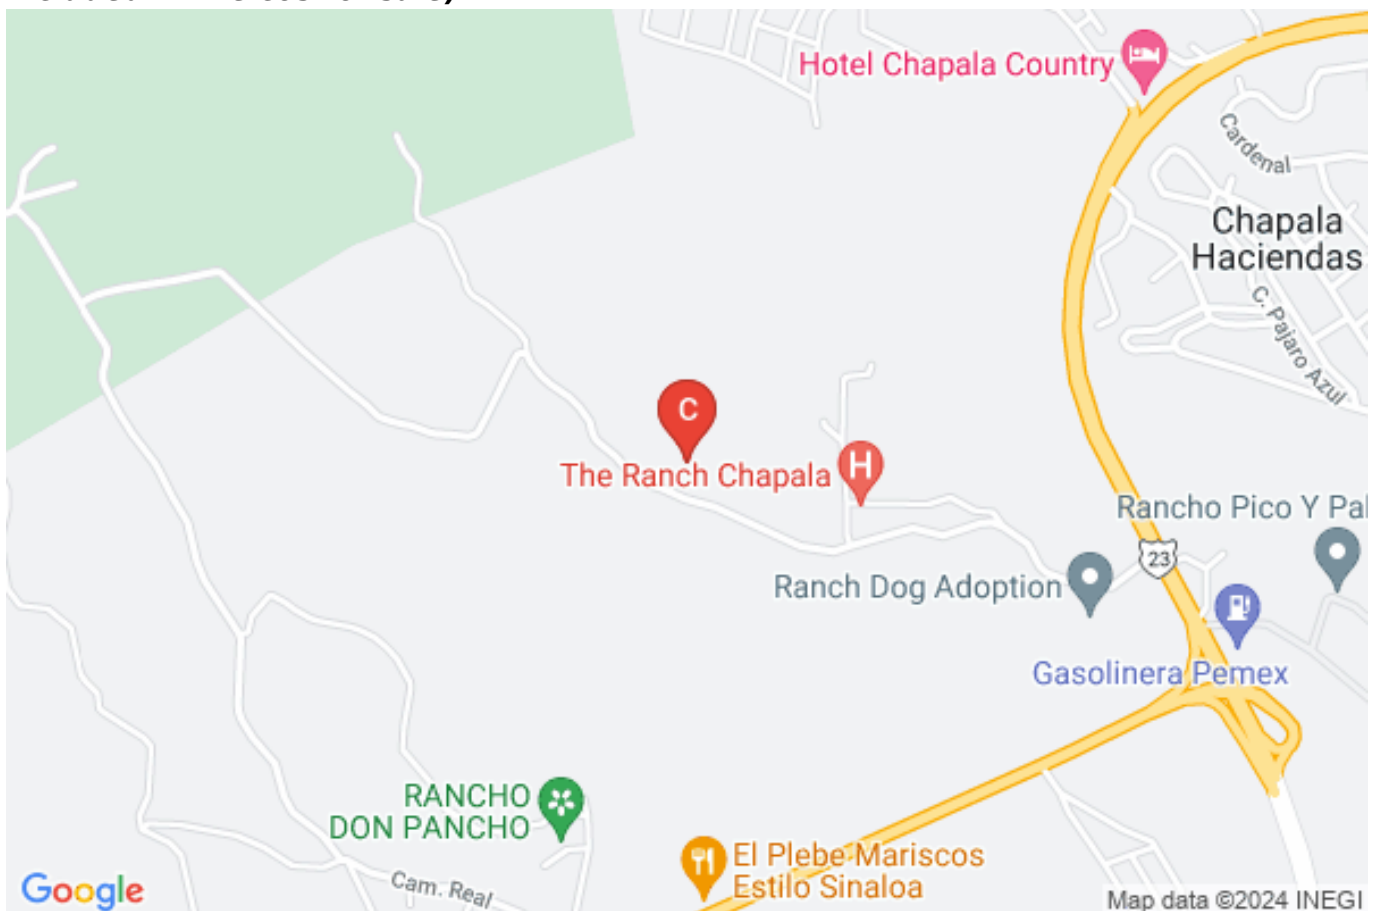 Hotel Chapala Country
Cardenal
Chapala
Haciendas
C. Pajaro Azul
C
The Ranch Chapala
H
Rancho Pico Y Pal
23
Ranch Dog Adoption
Gasolinera Pemex
RANCHO
DON PANCHO
El Plebe Mariscos
Estilo Sinaloa
Cam. Real
Google
Map data ©2024 INEGI